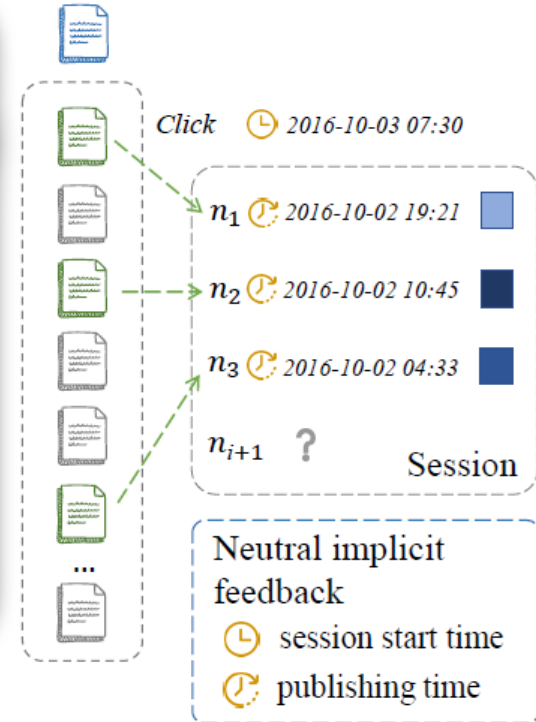 Click 2016-10-03 07:30
n₁ 2016-10-02 19:21
n₂ 2016-10-02 10:45
n₃ 2016-10-02 04:33
nᵢ₊₁ ?
Session
...
Neutral implicit
feedback
session start time
publishing time